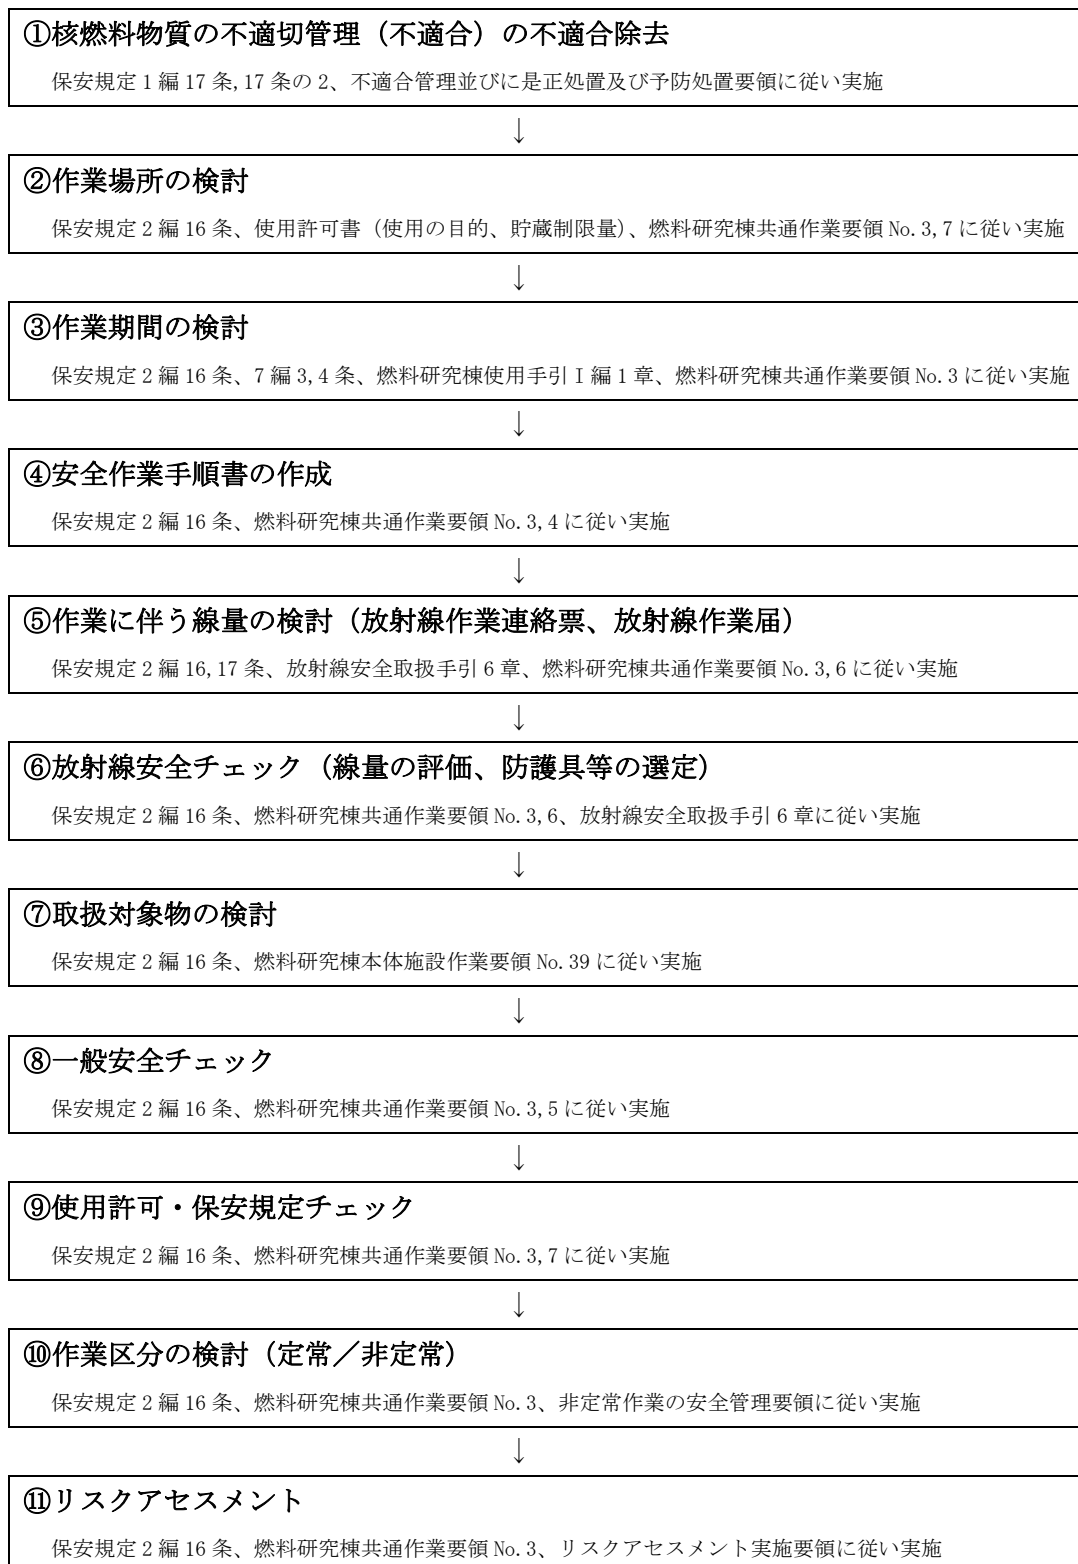 ①核燃料物質の不適切管理（不適合）の不適合除去
保安規定1編17条,17条の2、不適合管理並びに是正処置及び予防処置要領に従い実施
↓
②作業場所の検討
保安規定2編16条、使用許可書（使用の目的、貯蔵制限量）、燃料研究棟共通作業要領No.3,7に従い実施
↓
③作業期間の検討
保安規定2編16条、7編3,4条、燃料研究棟使用手引Ⅰ編1章、燃料研究棟共通作業要領No.3に従い実施
↓
④安全作業手順書の作成
保安規定2編16条、燃料研究棟共通作業要領No.3,4に従い実施
↓
⑤作業に伴う線量の検討（放射線作業連絡票、放射線作業届）
保安規定2編16,17条、放射線安全取扱手引6章、燃料研究棟共通作業要領No.3,6に従い実施
↓
⑥放射線安全チェック（線量の評価、防護具等の選定）
保安規定2編16条、燃料研究棟共通作業要領No.3,6、放射線安全取扱手引6章に従い実施
↓
⑦取扱対象物の検討
保安規定2編16条、燃料研究棟本体施設作業要領No.39に従い実施
↓
⑧一般安全チェック
保安規定2編16条、燃料研究棟共通作業要領No.3,5に従い実施
↓
⑨使用許可・保安規定チェック
保安規定2編16条、燃料研究棟共通作業要領No.3,7に従い実施
↓
⑩作業区分の検討（定常／非定常）
保安規定2編16条、燃料研究棟共通作業要領No.3、非定常作業の安全管理要領に従い実施
↓
⑪リスクアセスメント
保安規定2編16条、燃料研究棟共通作業要領No.3、リスクアセスメント実施要領に従い実施